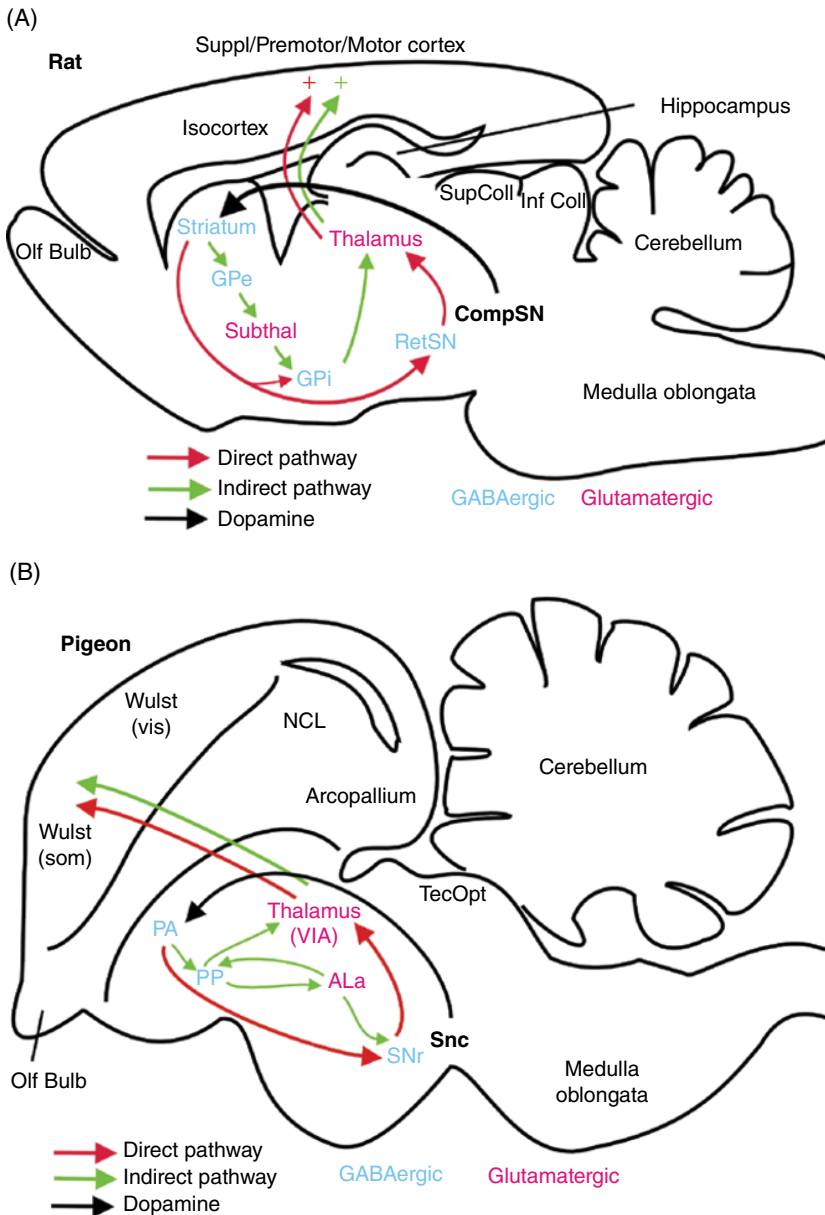 (A)
Suppl/Premotor/Motor cortex
Rat
+ +
Hippocampus
Isocortex
SupColl
Inf Coll
Striatum
Thalamus
Cerebellum
Olf Bulb
GPe
CompSN
Subthal
RetSN
GPi
Medulla oblongata
Direct pathway
Indirect pathway
GABAergic
Glutamatergic
Dopamine
(B)
Pigeon
Wulst
(vis)
NCL
Cerebellum
Arcopallium
Wulst
(som)
TecOpt
Thalamus
(VIA)
PA
PP
ALa
Snc
SNr
Olf Bulb
Medulla
oblongata
Direct pathway
Indirect pathway
GABAergic
Glutamatergic
Dopamine